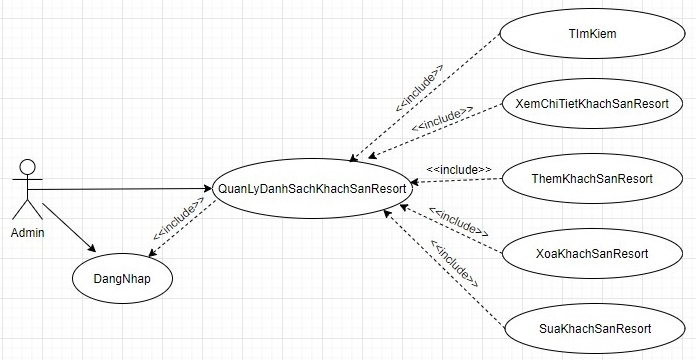 TImKiem
<<include>>
XemChiTietKhachSanResort
<<include>>
<<include>>
ThemKhachSanResort
QuanLyDanhSachKhachSanResort
Admin
<<include>>
<<include>>
XoaKhachSanResort
<<include>>
DangNhap
SuaKhachSanResort